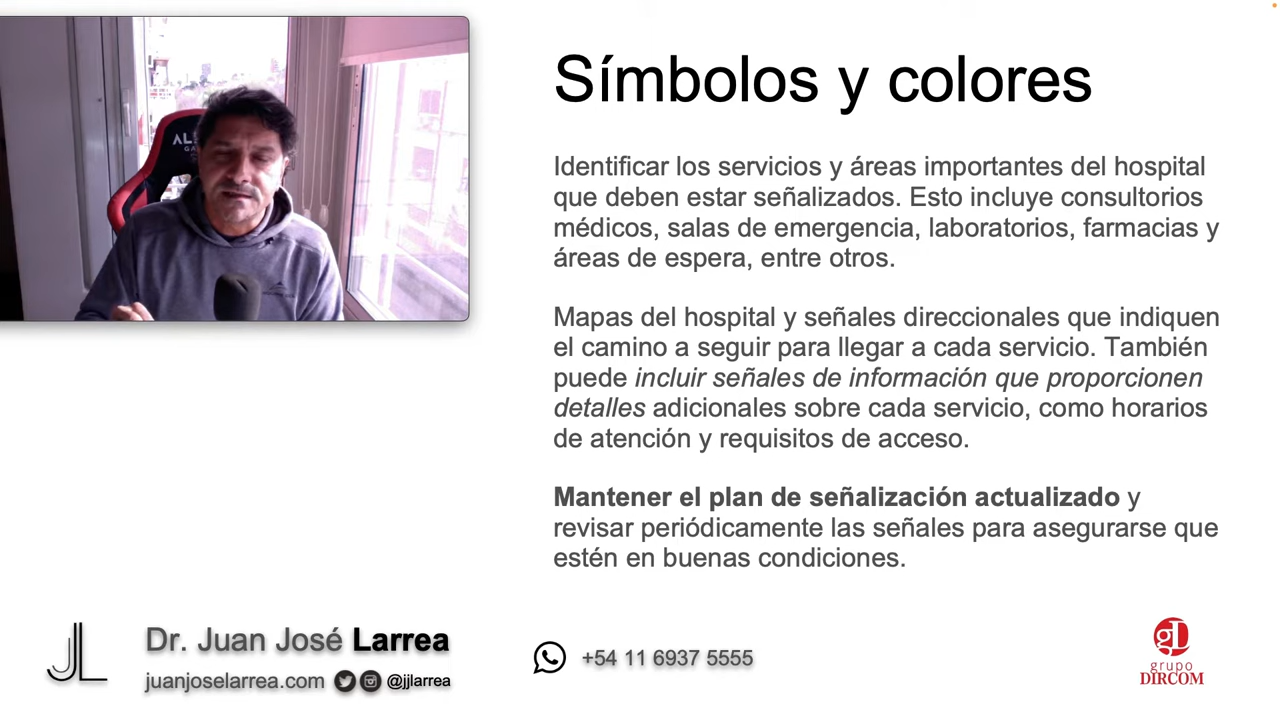 Símbolos y colores
Identificar los servicios y áreas importantes del hospital
que deben estar señalizados. Esto incluye consultorios
médicos, salas de emergencia, laboratorios, farmacias y
áreas de espera, entre otros.
Mapas del hospital y señales direccionales que indiquen
el camino a seguir para llegar a cada servicio. También
puede incluir señales de información que proporcionen
detalles adicionales sobre cada servicio, como horarios
de atención y requisitos de acceso.
Mantener el plan de señalización actualizado y
revisar periódicamente las señales para asegurarse que
estén en buenas condiciones.
JL
Dr. Juan José Larrea
juanjoselarrea.com @jjlarrea
+54 11 6937 5555
grupo
DIRCOM